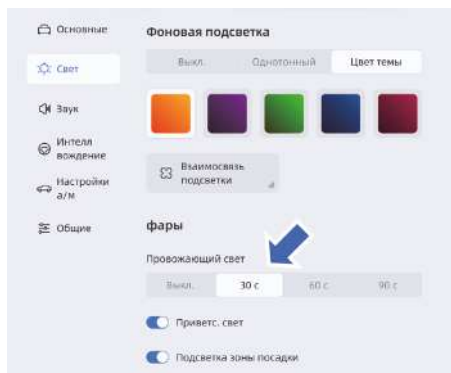 Основные
Свет
Звук
Интелл
вождение
Настройки
а/м
Общие
Фоновая подсветка
Выкл.
Однотонный
Цвет темы
Взаимосвязь
подсветки
фары
Провожающий свет
Выкл.
30 с
60 с
90 с
Приветс. свет
Подсветка зоны посадки